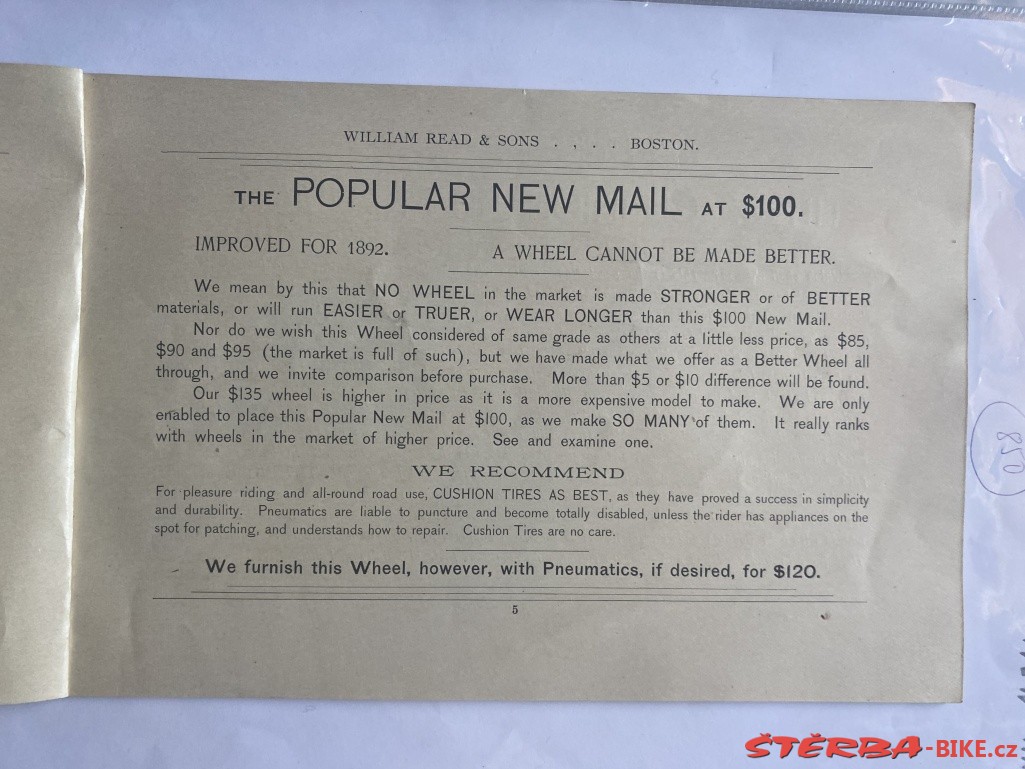 WILLIAM READ & SONS . , . . BOSTON.
THE POPULAR NEW MAIL AT $100.
IMPROVED FOR 1892. A WHEEL CANNOT BE MADE BETTER.
We mean by this that NO WHEEL in the market is made STRONGER or of BETTER
materials, or will run EASIER or TRUER, or WEAR LONGER than this $100 New Mail.
Nor do we wish this Wheel considered of same grade as others at a little less price, as $85,
$90 and $95 (the market is full of such), but we have made what we offer as a Better Wheel all
through, and we invite comparison before purchase. More than $5 or $10 difference will be found.
Our $135 wheel is higher in price as it is a more expensive model to make. We are only
enabled to place this Popular New Mail at $100, as we make SO MANY of them. It really ranks
with wheels in the market of higher price. See and examine one.
WE RECOMMEND
For pleasure riding and all-round road use, CUSHION TIRES AS BEST, as they have proved a success in simplicity
and durability. Pneumatics are liable to puncture and become totally disabled, unless the rider has appliances on the
spot for patching, and understands how to repair. Cushion Tires are no care.
We furnish this Wheel, however, with Pneumatics, if desired, for $120.
5
058
ŠTĚRBA-BIKE.cz